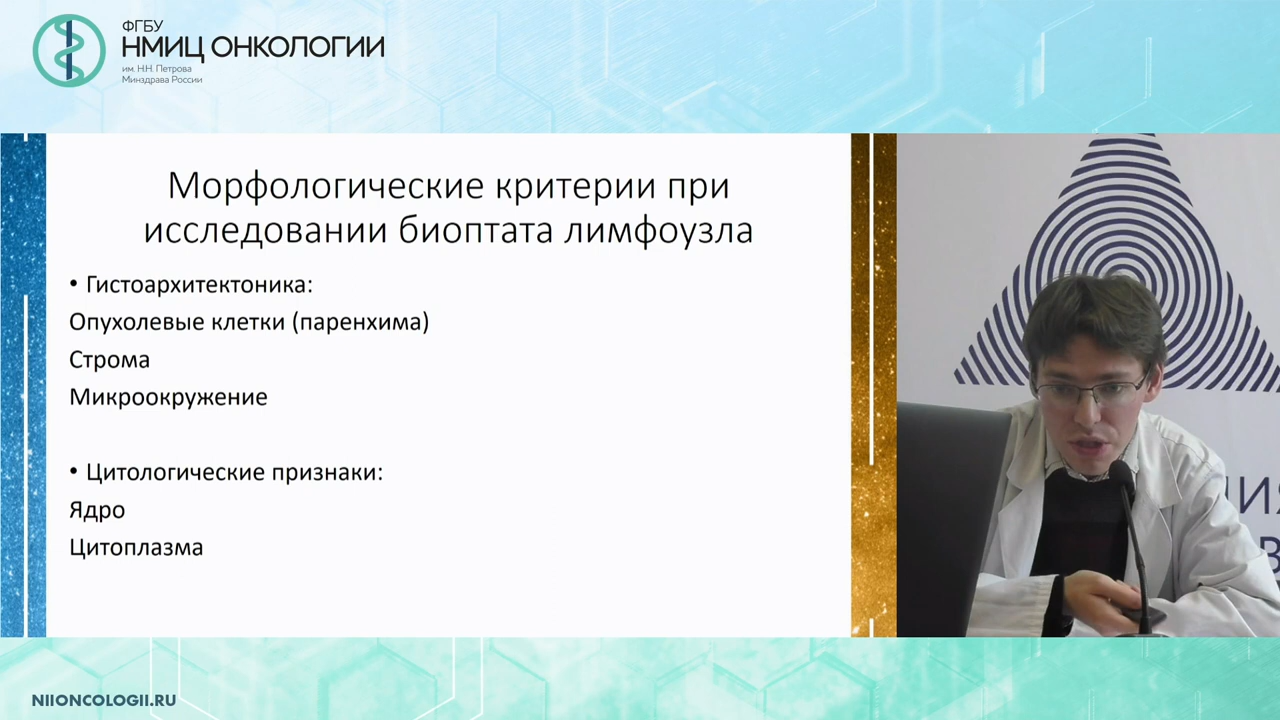 ФГБУ
НМИЦ ОНКОЛОГИИ
им. Н.Н. Петрова
Минздрава России
Морфологические критерии при
исследовании биоптата лимфоузла
• Гистоархитектоника:
Опухолевые клетки (паренхима)
Строма
Микроокружение
• Цитологические признаки:
Ядро
Цитоплазма
NIIONCOLOGII.RU